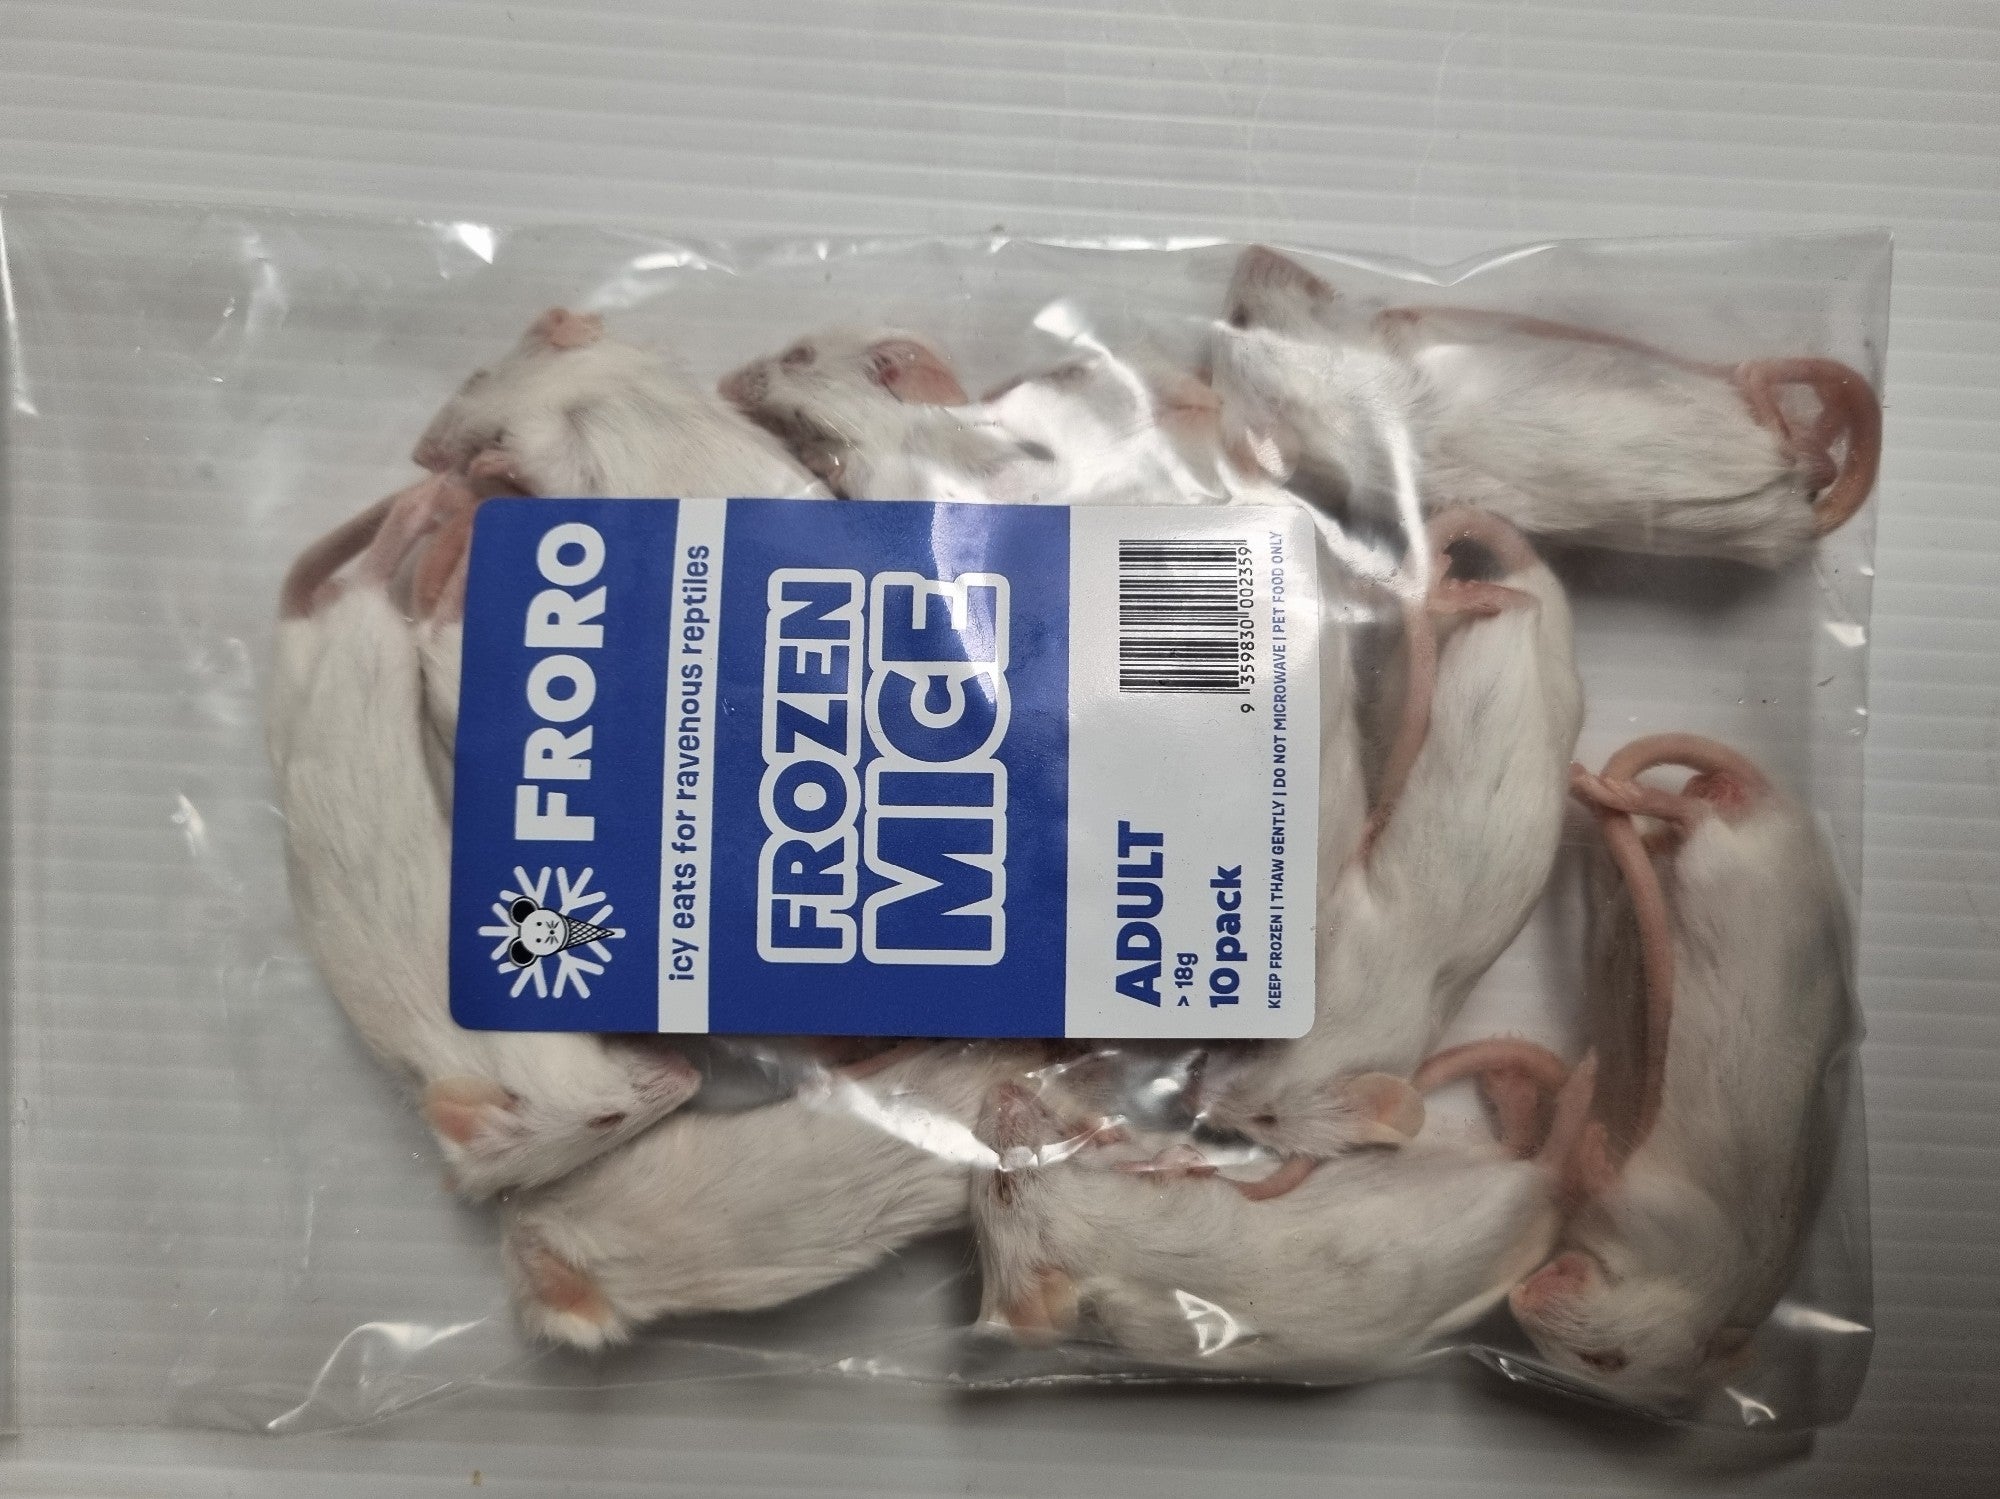 FRORO
icy eats for ravenous reptiles
FROZEN
MICE
ADULT
> 18g
10 pack
9 359830 002359
KEEP FROZEN | THAW GENTLY | DO NOT MICROWAVE | PET FOOD ONLY